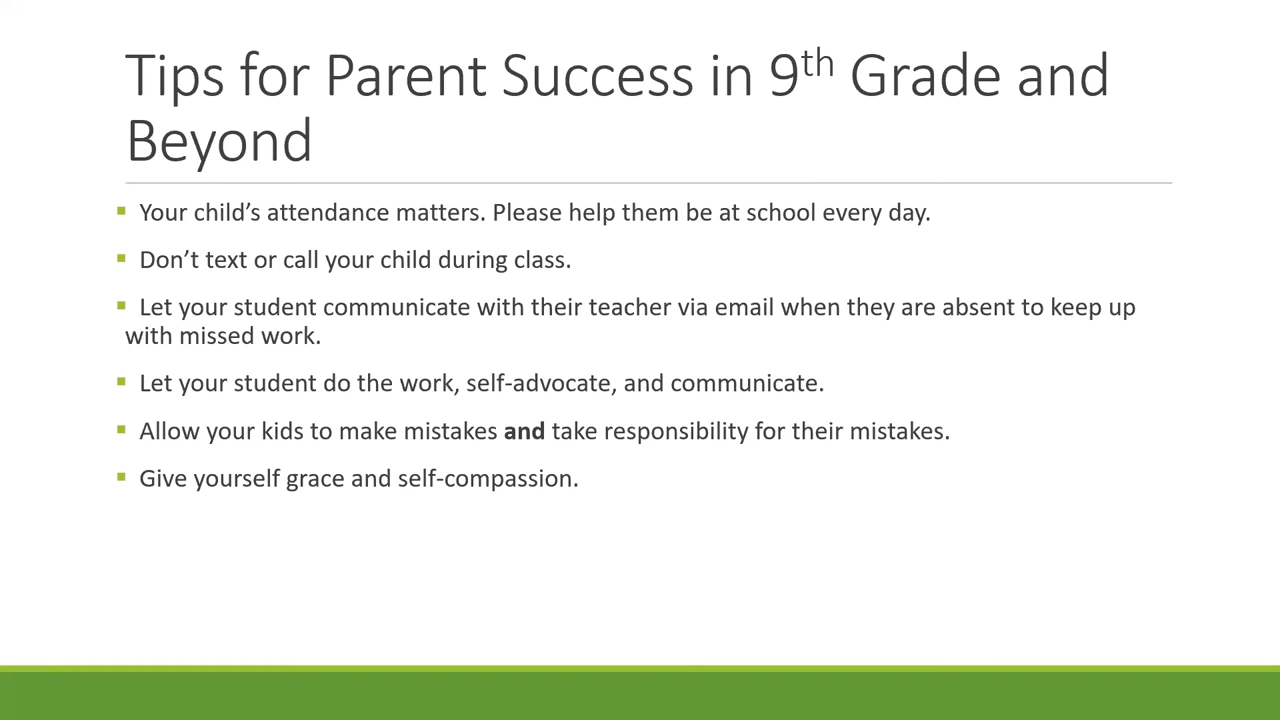 Tips for Parent Success in 9th Grade and
Beyond
▪ Your child’s attendance matters. Please help them be at school every day.
▪ Don’t text or call your child during class.
▪ Let your student communicate with their teacher via email when they are absent to keep up
with missed work.
▪ Let your student do the work, self-advocate, and communicate.
▪ Allow your kids to make mistakes and take responsibility for their mistakes.
▪ Give yourself grace and self-compassion.